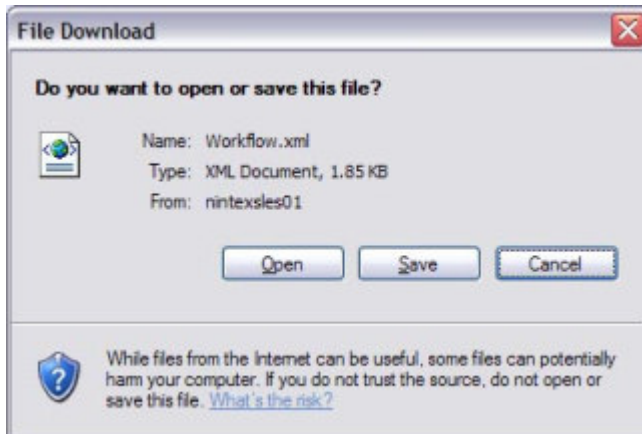 File Download
Do you want to open or save this file?
Name: Workflow.xml
Type: XML Document, 1.85 KB
From: nintexsles01
Open Save Cancel
While files from the Internet can be useful, some files can potentially
harm your computer. If you do not trust the source, do not open or
save this file. What's the risk?